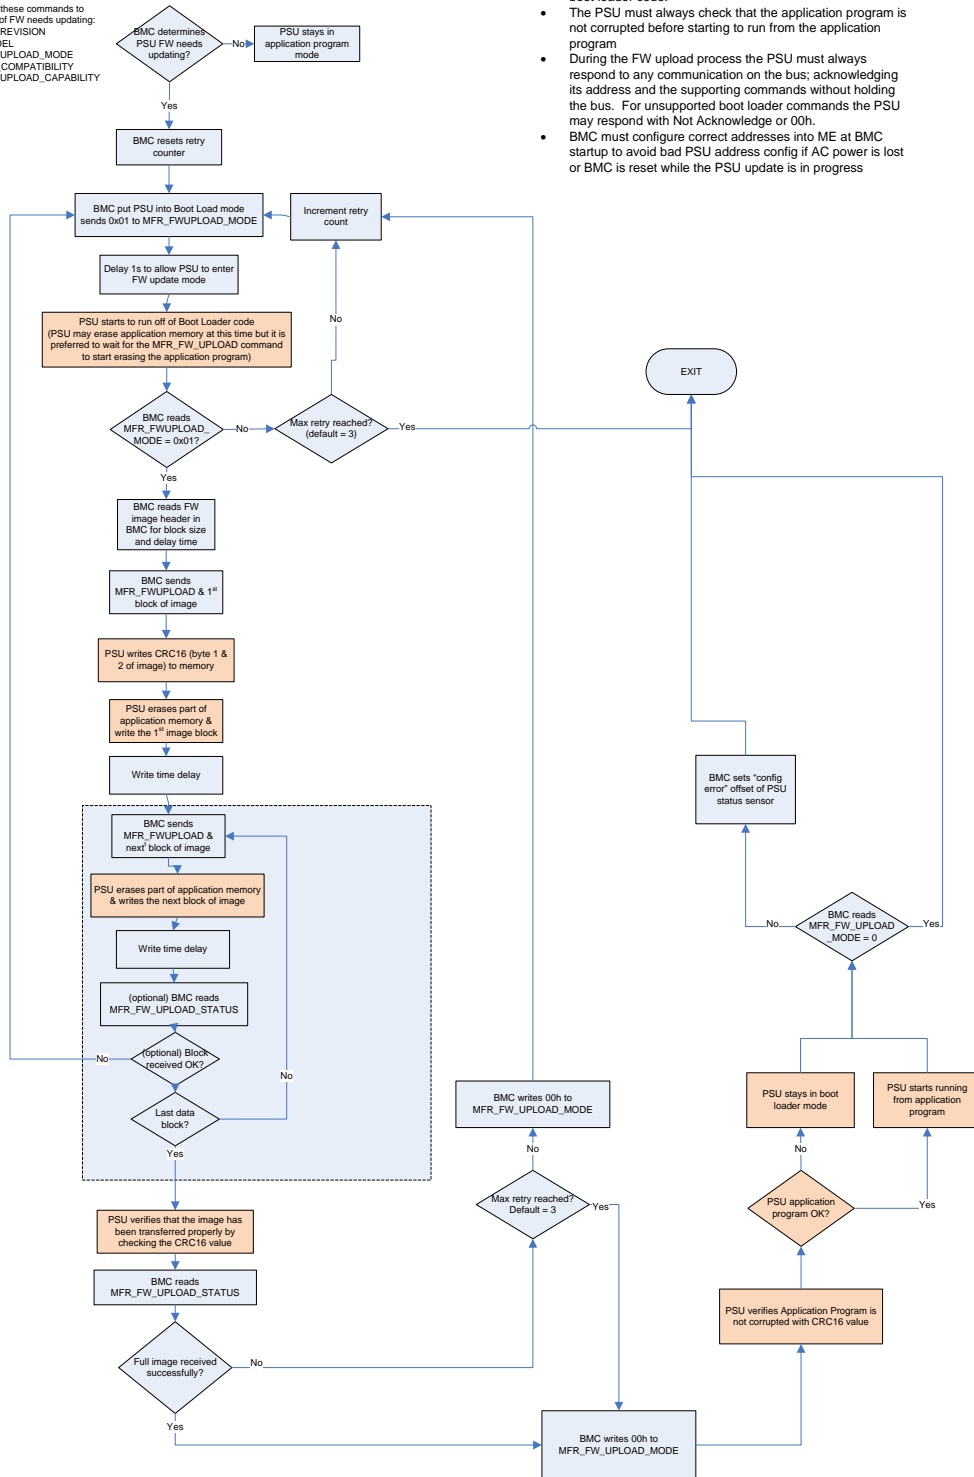 these commands to
of FW needs updating:
REVISION
UPLOAD_MODE
COMPATIBILITY
UPLOAD_CAPABILITY
BMC determines
PSU FW needs
updating?
No
PSU stays in
application program
mode
boot loader code.
• The PSU must always check that the application program is
not corrupted before starting to run from the application
program
• During the FW upload process the PSU must always
respond to any communication on the bus; acknowledging
its address and the supporting commands without holding
the bus. For unsupported boot loader commands the PSU
may respond with Not Acknowledge or 00h.
• BMC must configure correct addresses into ME at BMC
startup to avoid bad PSU address config if AC power is lost
or BMC is reset while the PSU update is in progress
Yes
BMC resets retry
counter
BMC put PSU into Boot Load mode
sends 0x01 to MFR_FWUPLOAD_MODE
Increment retry
count
Delay 1s to allow PSU to enter
FW update mode
No
PSU starts to run off of Boot Loader code
(PSU may erase application memory at this time but it is
preferred to wait for the MFR_FW_UPLOAD command
to start erasing the application program)
EXIT
BMC reads
MFR_FWUPLOAD_
MODE = 0x01?
No
Max retry reached?
(default = 3)
Yes
Yes
BMC reads FW
image header in
BMC for block size
and delay time
BMC sends
MFR_FWUPLOAD & 1st
block of image
PSU writes CRC16 (byte 1 &
2 of image) to memory
PSU erases part of
application memory &
write the 1st image block
Write time delay
BMC sets “config
error” offset of PSU
status sensor
BMC sends
MFR_FWUPLOAD &
next block of image
PSU erases part of application memory
& writes the next block of image
Write time delay
(optional) BMC reads
MFR_FW_UPLOAD_STATUS
No
BMC reads
MFR_FW_UPLOAD
_MODE = 0
Yes
No
(optional) Block
received OK?
No
Last data
block?
Yes
BMC writes 00h to
MFR_FW_UPLOAD_MODE
PSU stays in boot
loader mode
PSU starts running
from application
program
No
Max retry reached?
Default = 3
Yes
No
PSU application
program OK?
Yes
PSU verifies that the image has
been transferred properly by
checking the CRC16 value
BMC reads
MFR_FW_UPLOAD_STATUS
PSU verifies Application Program is
not corrupted with CRC16 value
Full image received
successfully?
No
Yes
BMC writes 00h to
MFR_FW_UPLOAD_MODE